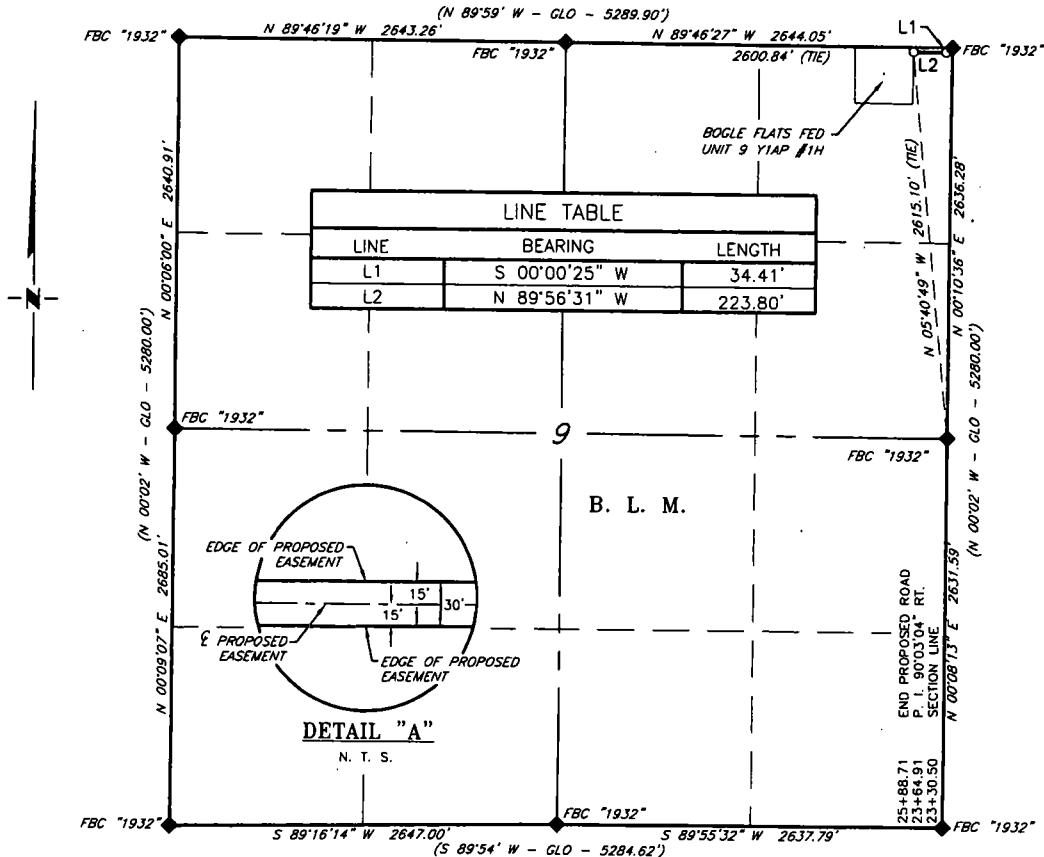 (N 89°59' W - GLO - 5289.90')
N 89°46'19" W 2643.26'
N 89°46'27" W 2644.05'
L1
FBC "1932"
FBC "1932"
FBC "1932"
2600.84' (TIE)
L2
BOGLE FLATS FED
UNIT 9 Y1AP #1H
N 00°06'00" E 2640.91'
N 05°40'49" W 2615.10' (TIE)
N 00°10'36" E 2636.28'
LINE TABLE
LINE BEARING LENGTH
L1 S 00°00'25" W 34.41'
L2 N 89°56'31" W 223.80'
N
(N 00°02' W - GLO - 5280.00')
(N 00°02' W - GLO - 5280.00')
FBC "1932"
9
FBC "1932"
B. L. M.
EDGE OF PROPOSED
EASEMENT
15'
30'
15'
℄ PROPOSED
EASEMENT
EDGE OF PROPOSED
EASEMENT
DETAIL "A"
N. T. S.
N 00°09'07" E 2685.01'
25+88.71 END PROPOSED ROAD
23+64.91 P. I. 90°03'04" RT.
23+30.50 SECTION LINE
N 00°08'13" E 2631.59'
FBC "1932"
FBC "1932"
FBC "1932"
S 89°16'14" W 2647.00'
S 89°55'32" W 2637.79'
(S 89°54' W - GLO - 5284.62')